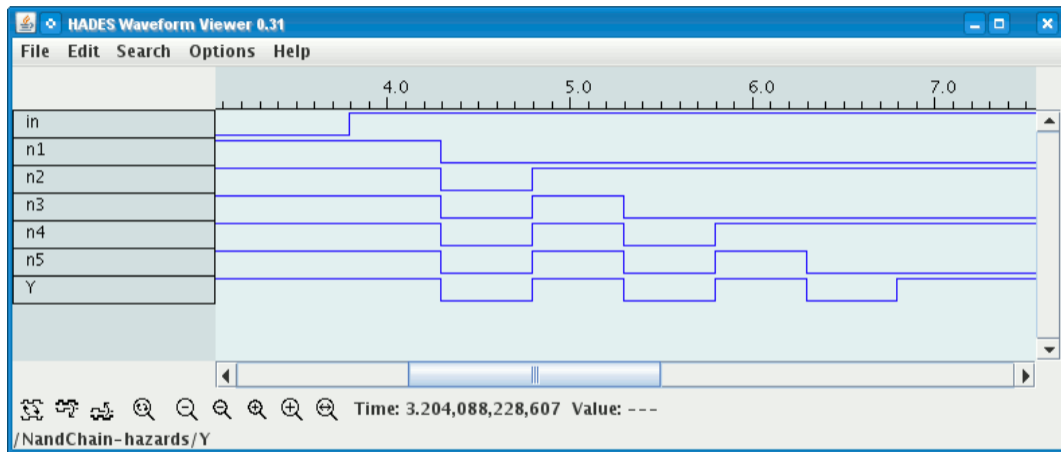 HADES Waveform Viewer 0.31
File Edit Search Options Help
4.0 5.0 6.0 7.0
in
n1
n2
n3
n4
n5
Y
Time: 3.204,088,228,607 Value: ---
/NandChain-hazards/Y